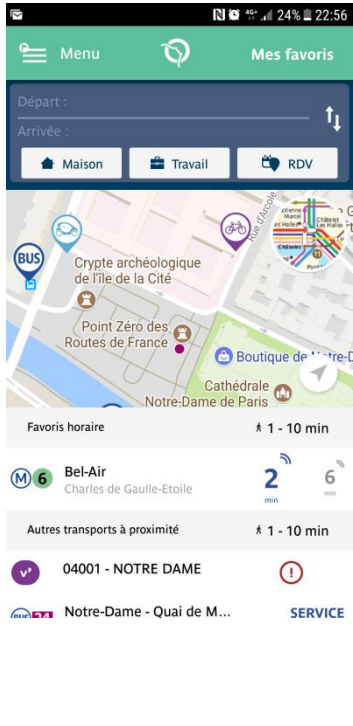 24% 22:56
Menu
Mes favoris
Départ :
Arrivée :
Maison
Travail
RDV
Rue d'Arcole
Châtelet
BUS
Crypte archéologique
de l'île de
la Cité
Point Zéro des
Routes de France
Boutique de
Cathédrale
Notre-Dame de Paris
Favoris horaire
1 - 10 min
M 6
Bel-Air
Charles de Gaulle-Etoile
2 min
6 min
Autres transports à proximité
1 - 10 min
04001 - NOTRE DAME
Notre-Dame - Quai de M...
SERVICE